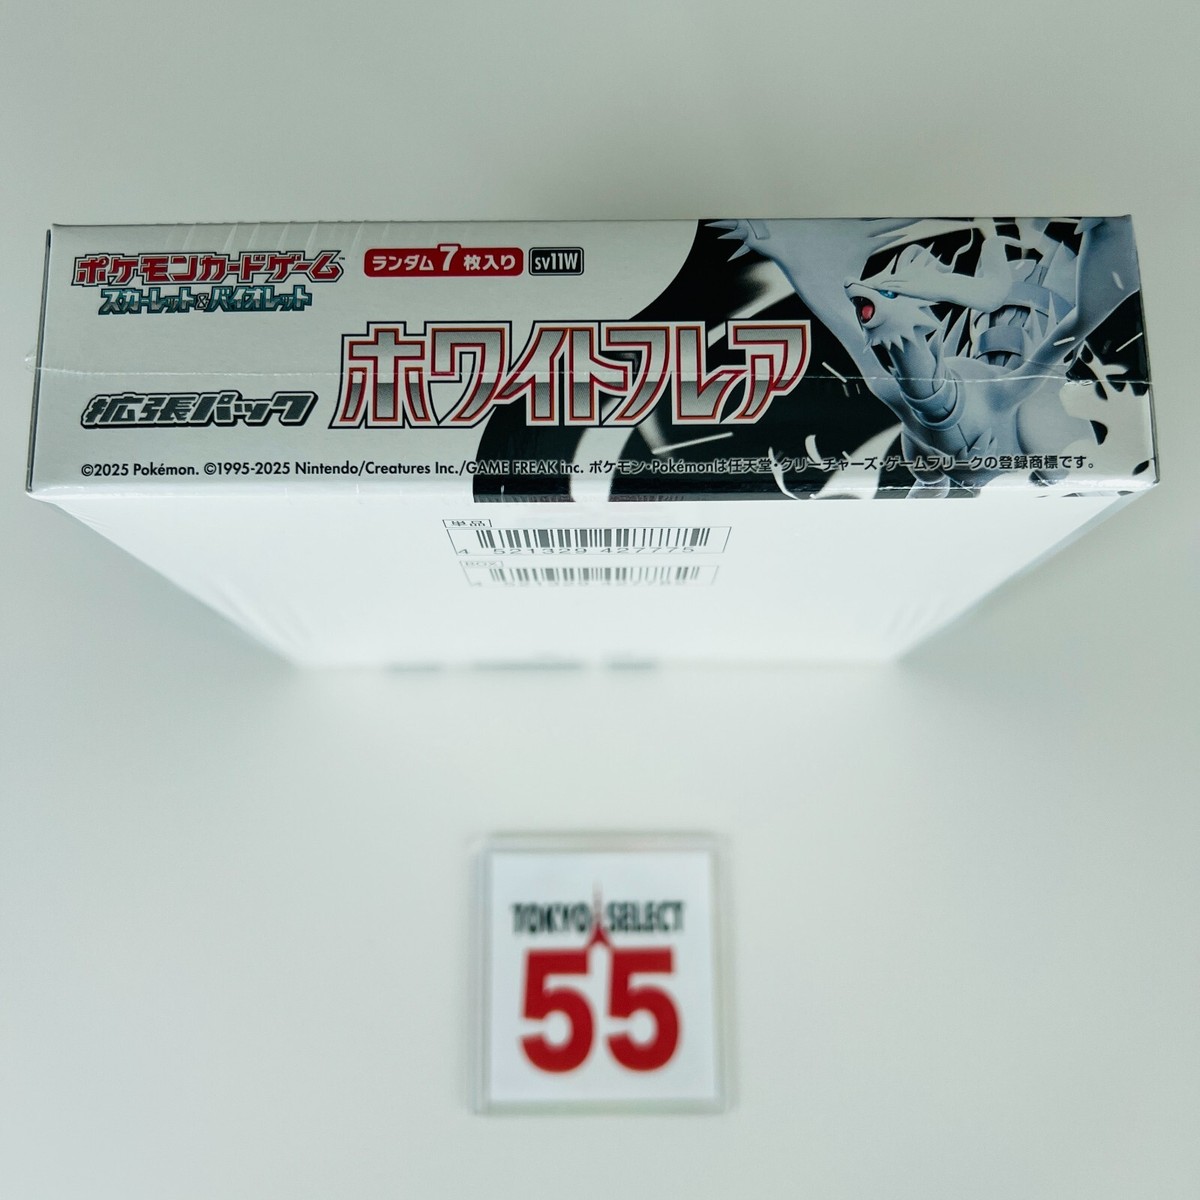 ポケモンカードゲーム™
スカーレット&バイオレット
ランダム7枚入り
sv11W
拡張パック
ホワイトフレア
©2025 Pokémon. ©1995-2025 Nintendo/Creatures Inc./GAME FREAK inc. ポケモン・Pokémonは任天堂・クリーチャーズ・ゲームフリークの登録商標です。
単品
4 521329 427775
BOX
TOKYO SELECT
55